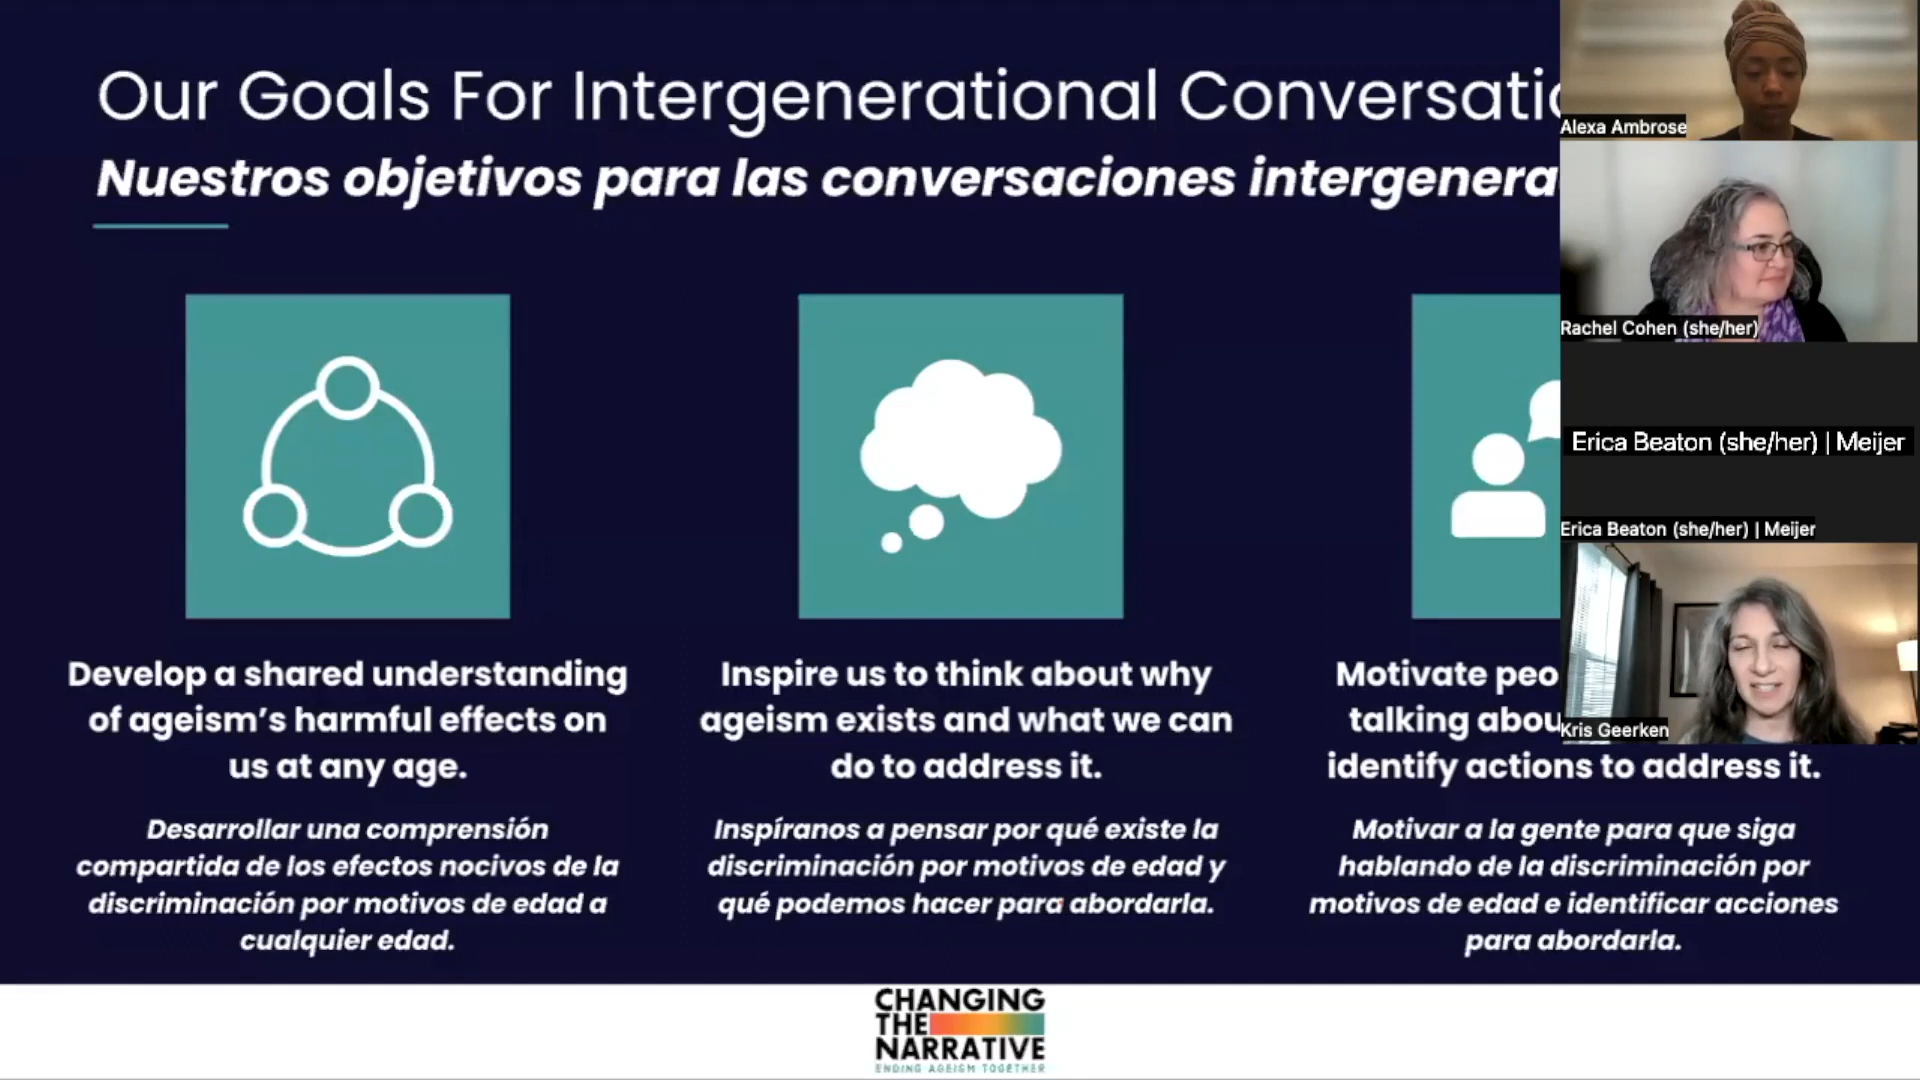 Our Goals For Intergenerational Conversatio
Nuestros objetivos para las conversaciones intergenera
Develop a shared understanding
of ageism’s harmful effects on
us at any age.
Desarrollar una comprensión
compartida de los efectos nocivos de la
discriminación por motivos de edad a
cualquier edad.
Inspire us to think about why
ageism exists and what we can
do to address it.
Inspíranos a pensar por qué existe la
discriminación por motivos de edad y
qué podemos hacer para abordarla.
Motivate peo
talking abou
identify actions to address it.
Motivar a la gente para que siga
hablando de la discriminación por
motivos de edad e identificar acciones
para abordarla.
Alexa Ambrose
Rachel Cohen (she/her)
Erica Beaton (she/her) | Meijer
Erica Beaton (she/her) | Meijer
Kris Geerken
CHANGING
THE
NARRATIVE
ENDING AGEISM TOGETHER